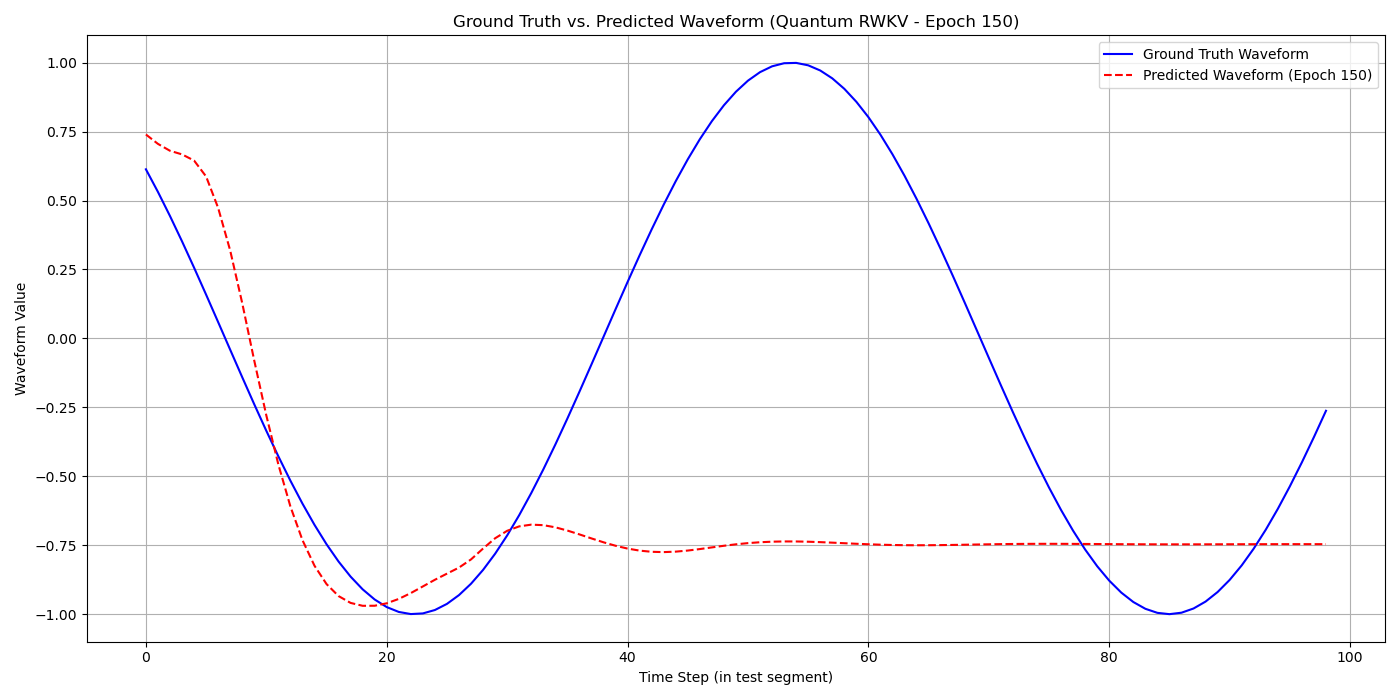 Ground Truth vs. Predicted Waveform (Quantum RWKV - Epoch 150)
Ground Truth Waveform
Predicted Waveform (Epoch 150)
Waveform Value
1.00
0.75
0.50
0.25
0.00
−0.25
−0.50
−0.75
−1.00
0 20 40 60 80 100
Time Step (in test segment)